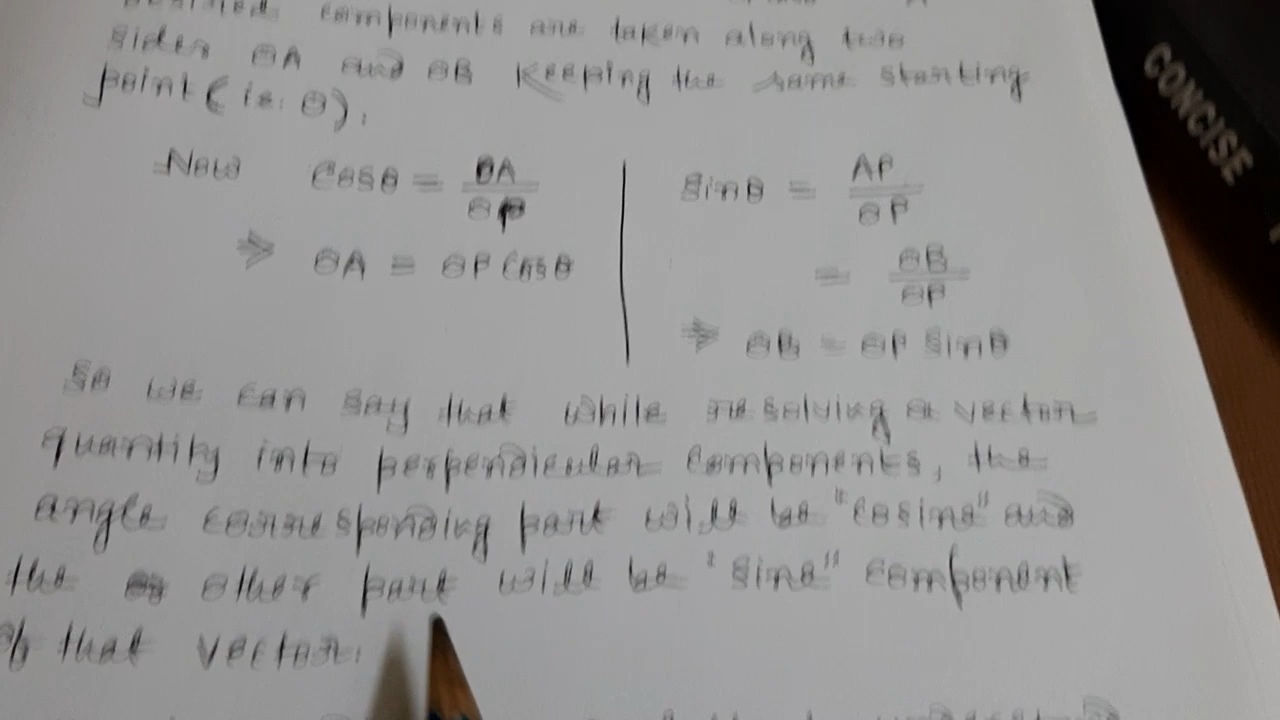 components are taken along two
sides OA and OB keeping the same starting
point (ie. O).
CONCISE
Now Cosθ = OA / OP
⇒ OA = OP Cosθ
Sinθ = AP / OP
= OB / OP
⇒ OB = OP Sinθ
So we can say that while resolving a vector
quantity into perpendicular components, the
angle corresponding part will be "cosine" and
the other part will be "sine" component
of that vector.